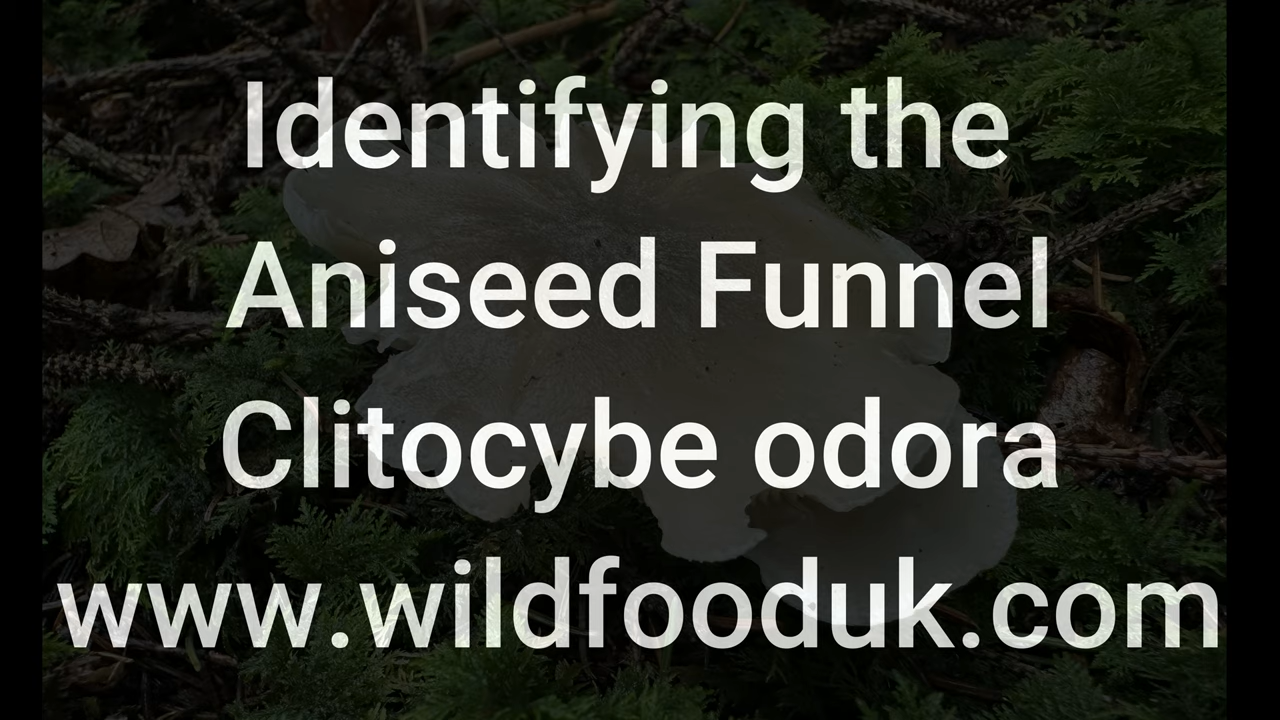 Identifying the
Aniseed Funnel
Clitocybe odora
www.wildfooduk.com